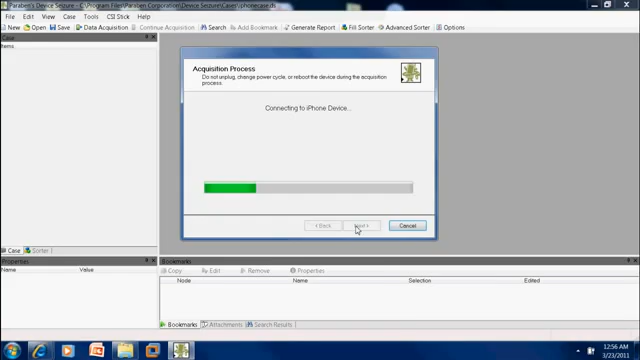 Paraben's Device Seizure - C:\Program Files\Paraben Corporation\Device Seizure\Cases\iphonecase.ds
File Edit View Case Tools CSI Stick Help
New Open Data Acquisition Search Add Bookmark Generate Report Fill Sorter Advanced Sorter Options
Case
Items
Acquisition Process
Do not unplug, change power cycle, or reboot the device during the acquisition
process.
Connecting to iPhone Device...
< Back Next > Cancel
Case Sorter
Properties
Name Value
Bookmarks
Copy Edit Remove Properties
Node Name Selection Edited
Bookmarks Attachments Search Results
12:56 AM
3/23/2011